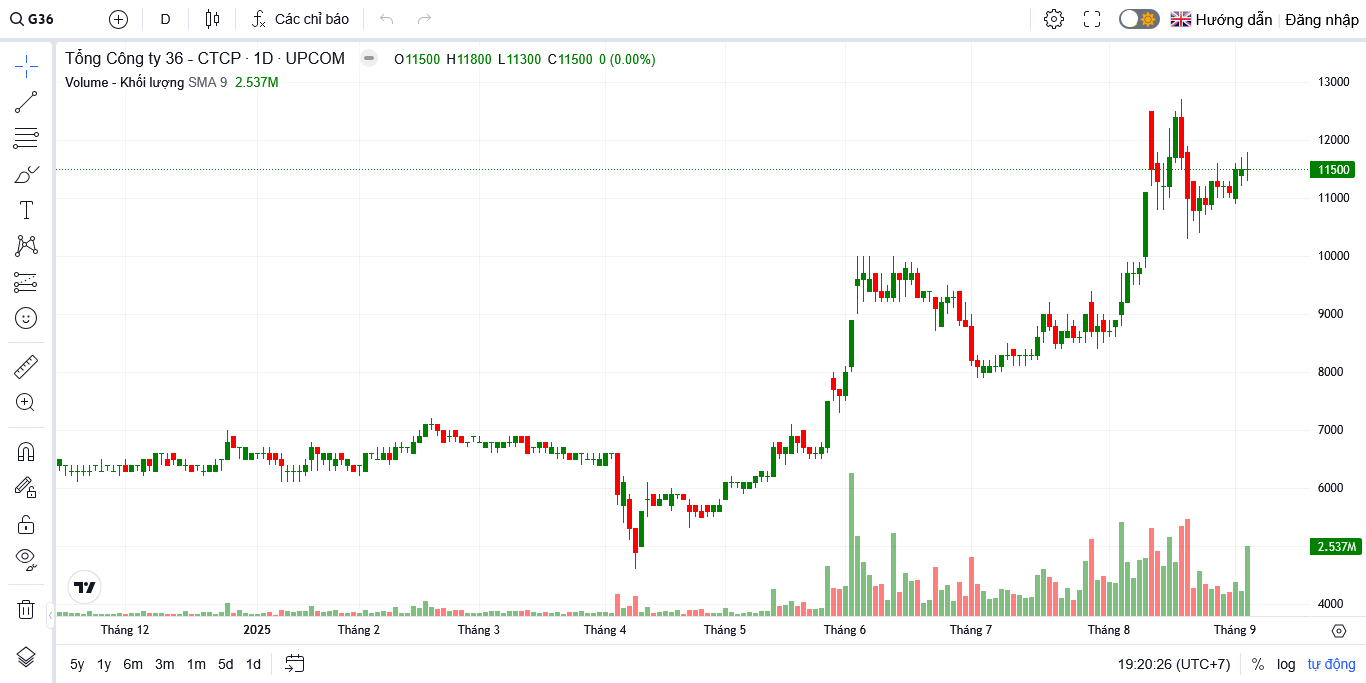 G36 D Các chỉ báo Hướng dẫn Đăng nhập
Tổng Công ty 36 - CTCP · 1D · UPCOM O11500 H11800 L11300 C11500 0 (0.00%)
Volume - Khối lượng SMA 9 2.537M
13000
12000
11500
11000
10000
9000
8000
7000
6000
2.537M
4000
Tháng 12 2025 Tháng 2 Tháng 3 Tháng 4 Tháng 5 Tháng 6 Tháng 7 Tháng 8 Tháng 9
5y 1y 6m 3m 1m 5d 1d 19:20:26 (UTC+7) % log tự động